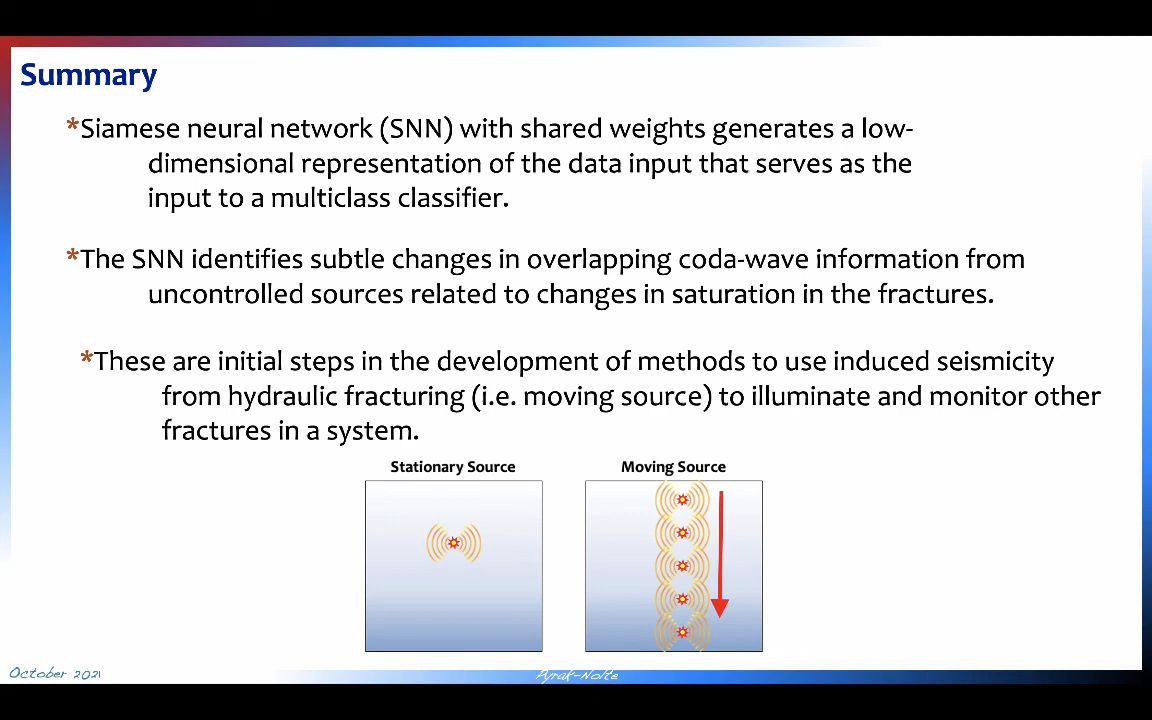 Summary
*Siamese neural network (SNN) with shared weights generates a low-
dimensional representation of the data input that serves as the
input to a multiclass classifier.
*The SNN identifies subtle changes in overlapping coda-wave information from
uncontrolled sources related to changes in saturation in the fractures.
*These are initial steps in the development of methods to use induced seismicity
from hydraulic fracturing (i.e. moving source) to illuminate and monitor other
fractures in a system.
Stationary Source
Moving Source
October 2021
Pyrak-Nolte